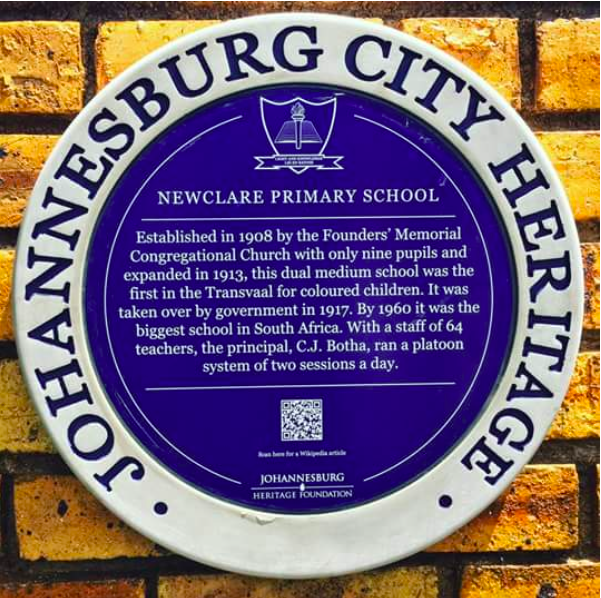 JOHANNESBURG CITY HERITAGE
NEWCLARE PRIMARY SCHOOL
Established in 1908 by the Founders' Memorial
Congregational Church with only nine pupils and
expanded in 1913, this dual medium school was the
first in the Transvaal for coloured children. It was
taken over by government in 1917. By 1960 it was the
biggest school in South Africa. With a staff of 64
teachers, the principal, C.J. Botha, ran a platoon
system of two sessions a day.
Scan here for a Wikipedia article
JOHANNESBURG
HERITAGE FOUNDATION